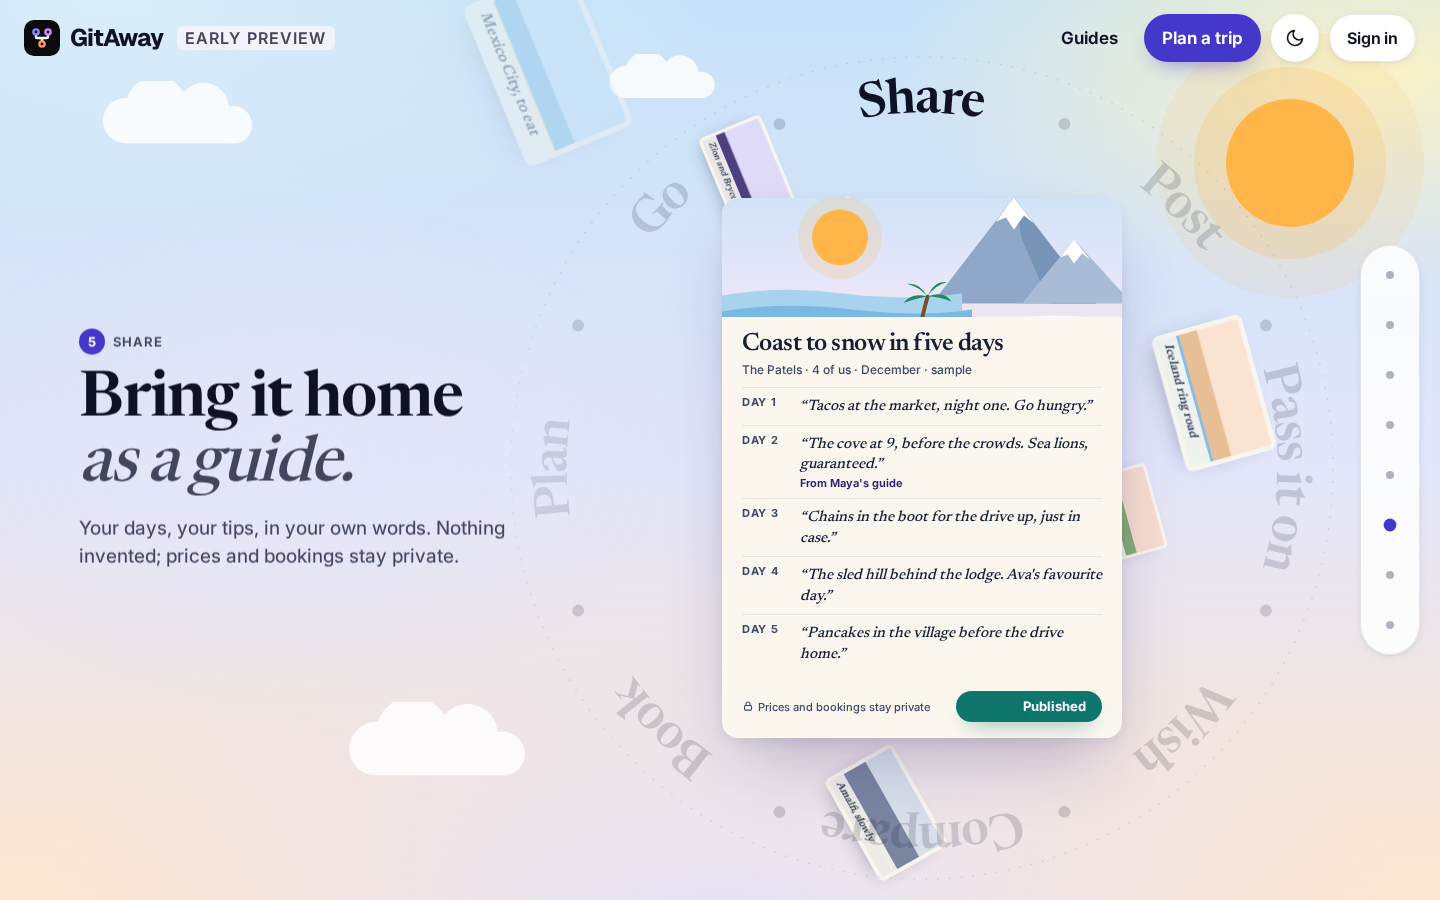 GitAway
EARLY PREVIEW
Guides
Plan a trip
Sign in
Mexico City, to eat
Share
Zion and Bryce
Go
Post
5
SHARE
Bring it home
as a guide.
Your days, your tips, in your own words. Nothing
invented; prices and bookings stay private.
Plan
Coast to snow in five days
The Patels · 4 of us · December · sample
DAY 1
“Tacos at the market, night one. Go hungry.”
DAY 2
“The cove at 9, before the crowds. Sea lions,
guaranteed.”
From Maya's guide
DAY 3
“Chains in the boot for the drive up, just in
case.”
DAY 4
“The sled hill behind the lodge. Ava's favourite
day.”
DAY 5
“Pancakes in the village before the drive
home.”
Prices and bookings stay private
Published
Iceland ring road
Pass it on
Book
Wish
Amalfi, slowly
Compare